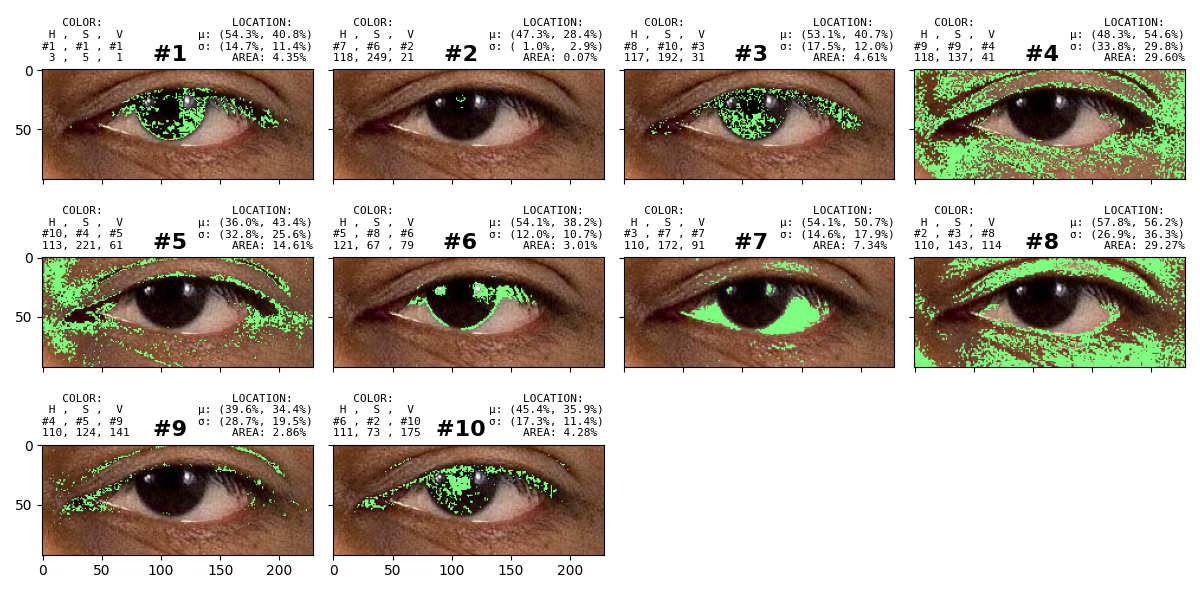 COLOR: LOCATION:
H , S , V μ: (54.3%, 40.8%)
#1 , #1 , #1 #1 σ: (14.7%, 11.4%)
3 , 5 , 1 AREA: 4.35%
COLOR: LOCATION:
H , S , V μ: (47.3%, 28.4%)
#7 , #6 , #2 #2 σ: ( 1.0%, 2.9%)
118, 249, 21 AREA: 0.07%
COLOR: LOCATION:
H , S , V μ: (53.1%, 40.7%)
#8 , #10, #3 #3 σ: (17.5%, 12.0%)
117, 192, 31 AREA: 4.61%
COLOR: LOCATION:
H , S , V μ: (48.3%, 54.6%)
#9 , #9 , #4 #4 σ: (33.8%, 29.8%)
118, 137, 41 AREA: 29.60%
0
50
COLOR: LOCATION:
H , S , V μ: (36.0%, 43.4%)
#10, #4 , #5 #5 σ: (32.8%, 25.6%)
113, 221, 61 AREA: 14.61%
COLOR: LOCATION:
H , S , V μ: (54.1%, 38.2%)
#5 , #8 , #6 #6 σ: (12.0%, 10.7%)
121, 67 , 79 AREA: 3.01%
COLOR: LOCATION:
H , S , V μ: (54.1%, 50.7%)
#3 , #7 , #7 #7 σ: (14.6%, 17.9%)
110, 172, 91 AREA: 7.34%
COLOR: LOCATION:
H , S , V μ: (57.8%, 56.2%)
#2 , #3 , #8 #8 σ: (26.9%, 36.3%)
110, 143, 114 AREA: 29.27%
0
50
COLOR: LOCATION:
H , S , V μ: (39.6%, 34.4%)
#4 , #5 , #9 #9 σ: (28.7%, 19.5%)
110, 124, 141 AREA: 2.86%
COLOR: LOCATION:
H , S , V μ: (45.4%, 35.9%)
#6 , #2 , #10 #10 σ: (17.3%, 11.4%)
111, 73 , 175 AREA: 4.28%
0
50
0 50 100 150 200
0 50 100 150 200